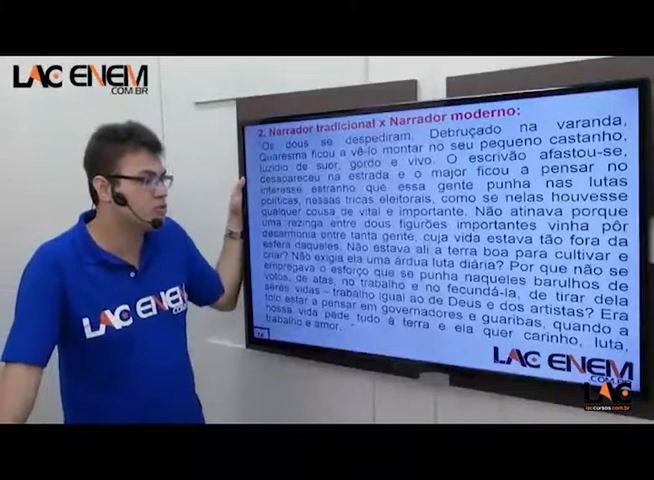 LAC ENEM
.COM.BR
2. Narrador tradicional x Narrador moderno:
"Os dous se despediram. Debruçado na varanda,
Quaresma ficou a vê-lo montar no seu pequeno castanho,
luzidio de suor, gordo e vivo. O escrivão afastou-se,
desapareceu na estrada e o major ficou a pensar no
interesse estranho que essa gente punha nas lutas
políticas, nessas tricas eleitorais, como se nelas houvesse
qualquer cousa de vital e importante. Não atinava porque
uma rezinga entre dous figurões importantes vinha pôr
desarmonia entre tanta gente, cuja vida estava tão fora da
esfera daqueles. Não estava ali a terra boa para cultivar e
criar? Não exigia ela uma árdua luta diária? Por que não se
empregava o esforço que se punha naqueles barulhos de
votos, de atas, no trabalho e no fecundá-la, de tirar dela
seres, vidas – trabalho igual ao de Deus e dos artistas? Era
tolo estar a pensar em governadores e guaribas, quando a
nossa vida pede tudo à terra e ela quer carinho, luta,
trabalho e amor.
LAC ENEM
LAC ENEM
.COM.BR
LAC
laccursos.com.br